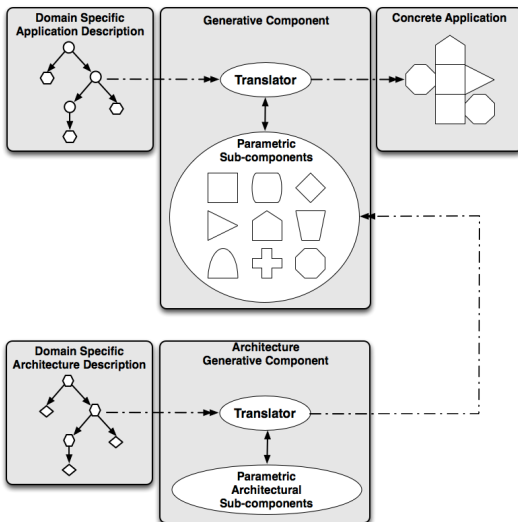 Domain Specific
Application Description
Generative Component
Concrete Application
Translator
Parametric
Sub-components
Domain Specific
Architecture Description
Architecture
Generative Component
Translator
Parametric
Architectural
Sub-components